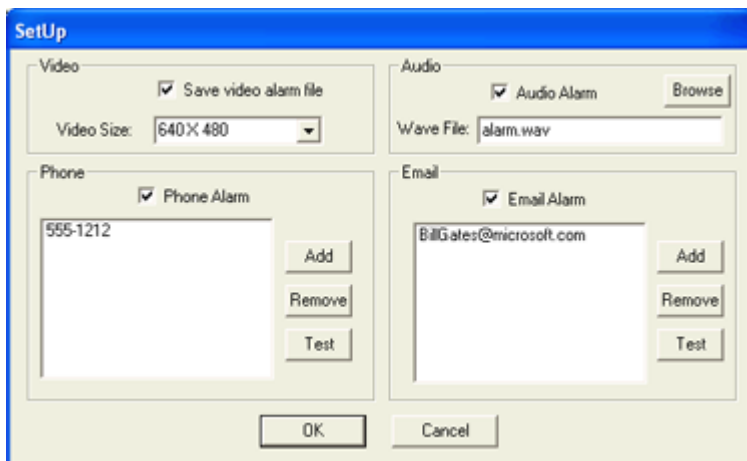 SetUp
Video
Save video alarm file
Video Size: 640 X 480
Audio
Audio Alarm
Browse
Wave File: alarm.wav
Phone
Phone Alarm
555-1212
Add
Remove
Test
Email
Email Alarm
BillGates@microsoft.com
Add
Remove
Test
OK
Cancel